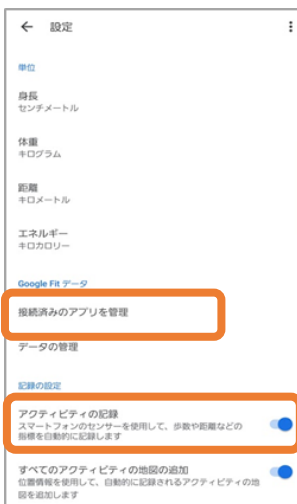 設定
単位
身長
センチメートル
体重
キログラム
距離
キロメートル
エネルギー
キロカロリー
Google Fit データ
接続済みのアプリを管理
データの管理
記録の設定
アクティビティの記録
スマートフォンのセンサーを使用して、歩数や距離などの
指標を自動的に記録します
すべてのアクティビティの地図の追加
位置情報を使用して、自動的に記録されるアクティビティの地
図を追加します